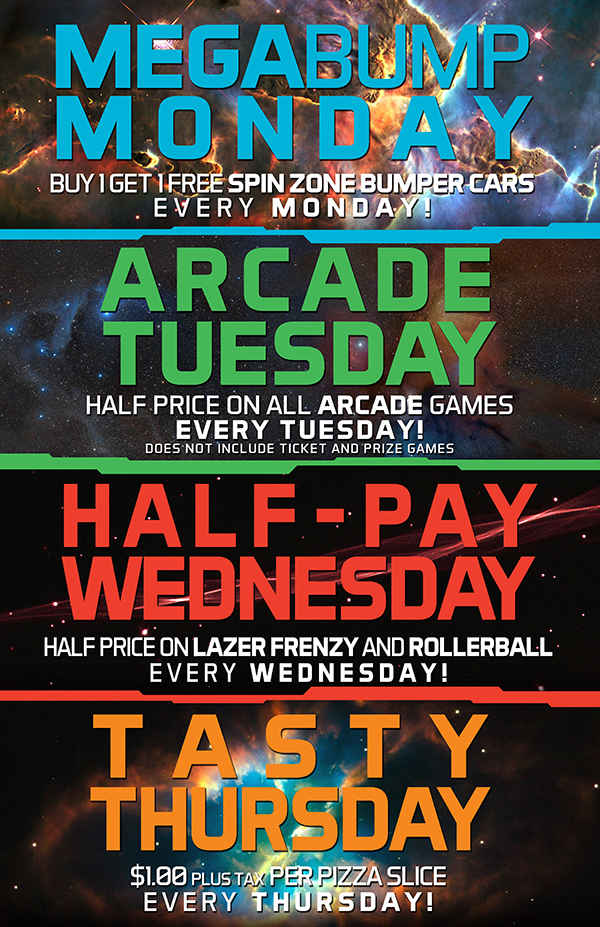 MEGABUMP
MONDAY
BUY 1 GET 1 FREE SPIN ZONE BUMPER CARS
EVERY MONDAY!
ARCADE
TUESDAY
HALF PRICE ON ALL ARCADE GAMES
EVERY TUESDAY!
DOES NOT INCLUDE TICKET AND PRIZE GAMES
HALF-PAY
WEDNESDAY
HALF PRICE ON LAZER FRENZY AND ROLLERBALL
EVERY WEDNESDAY!
TASTY
THURSDAY
$1.00 PLUS TAX PER PIZZA SLICE
EVERY THURSDAY!